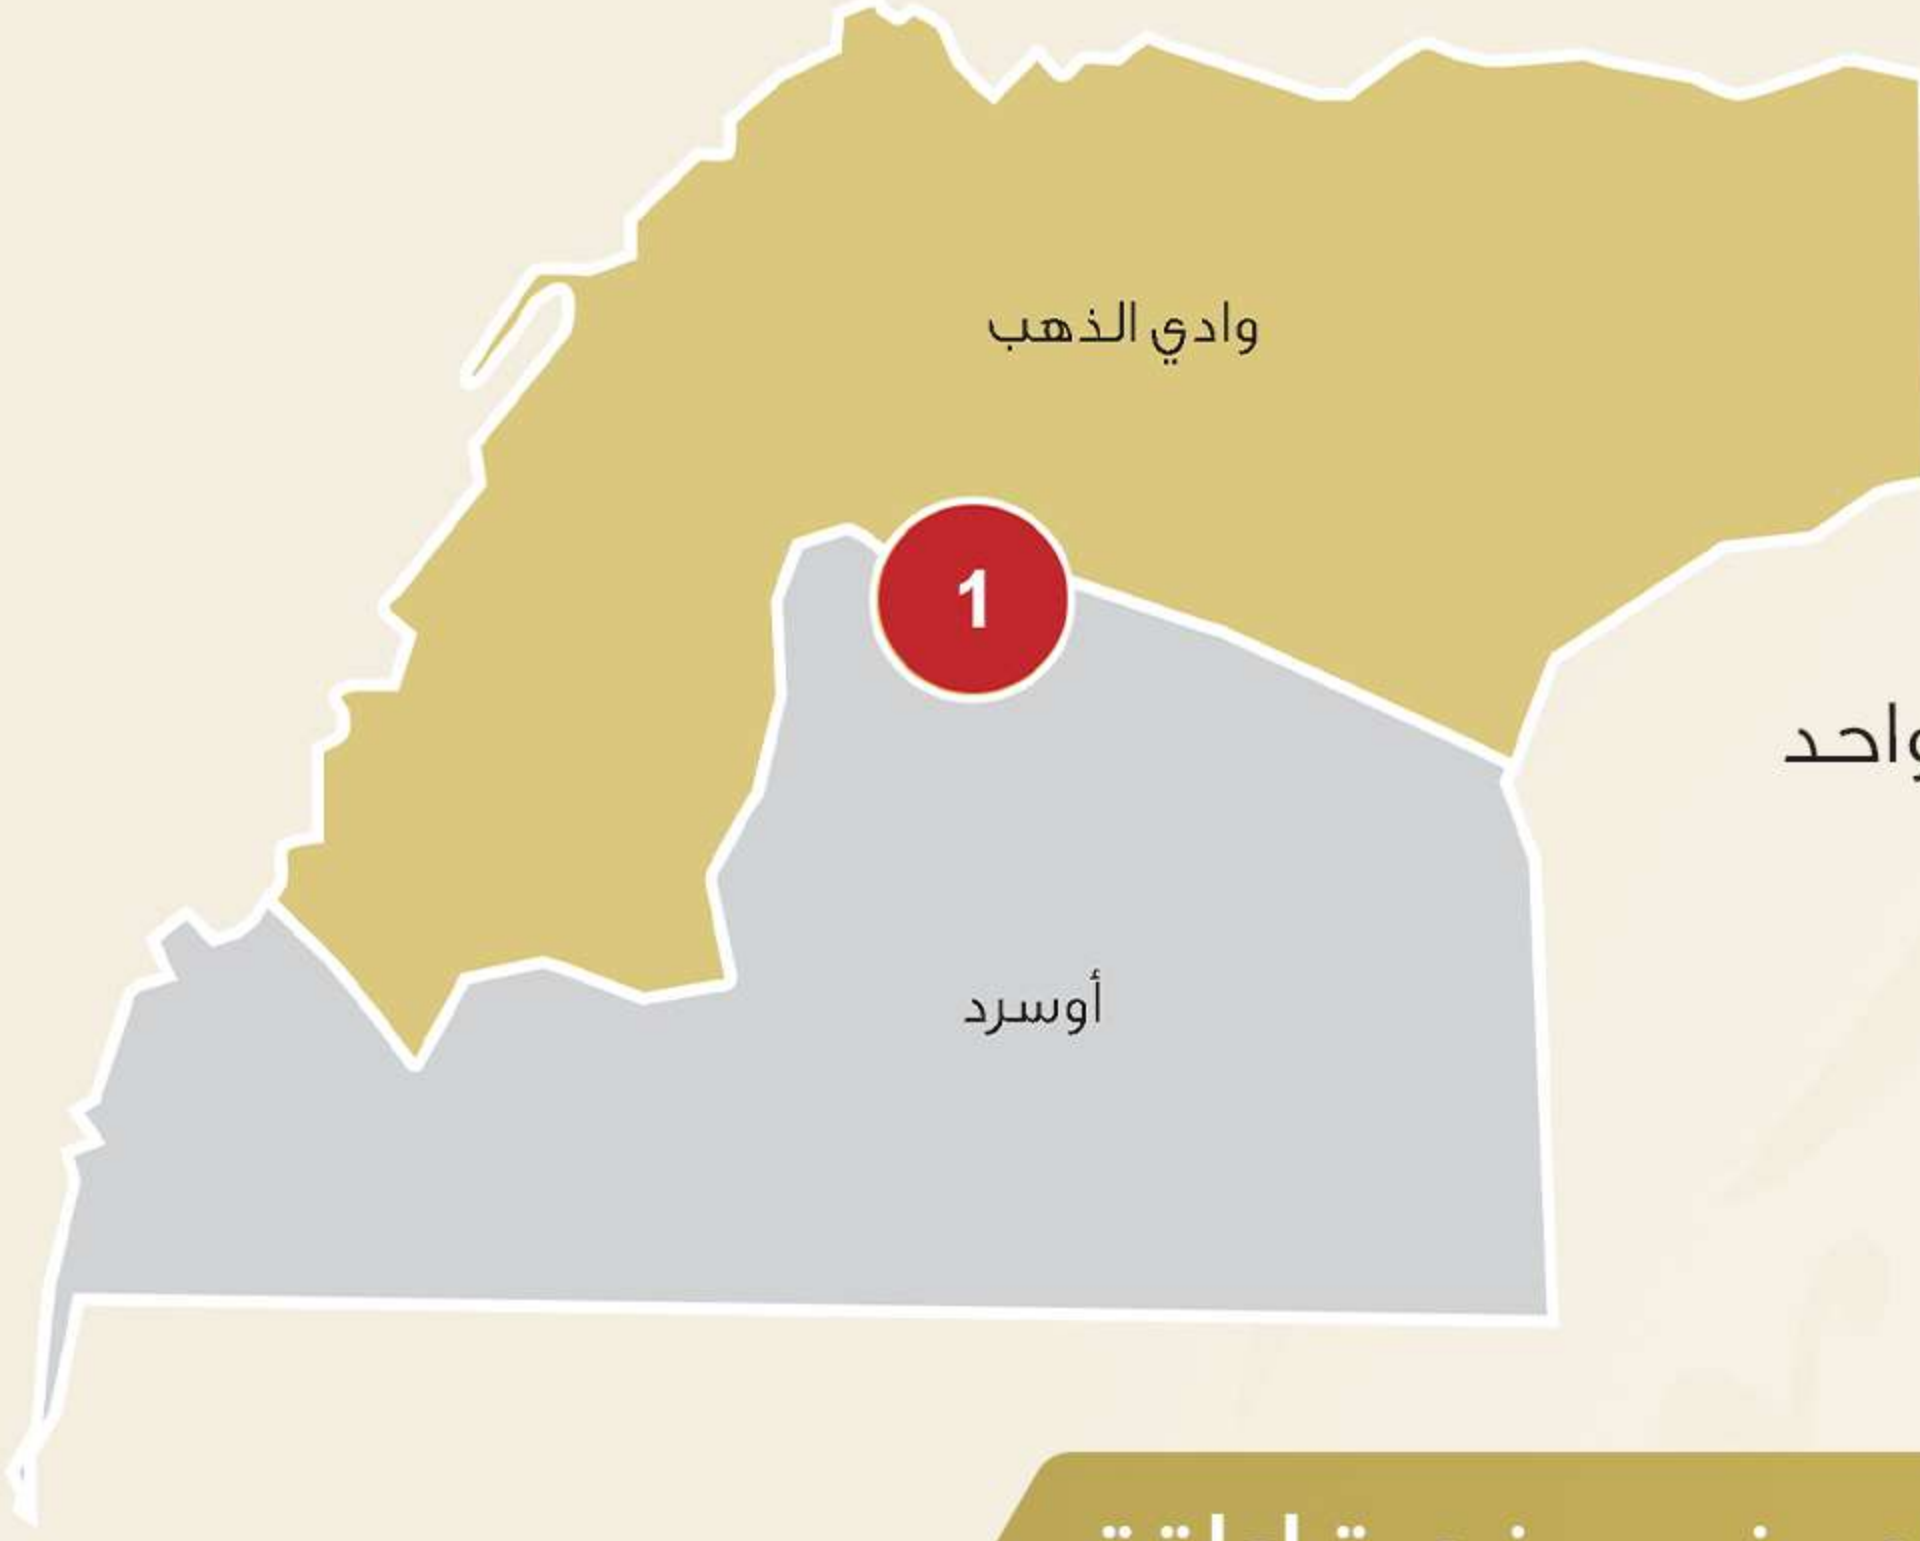 وادي الذهب
1
واحد
أوسرد